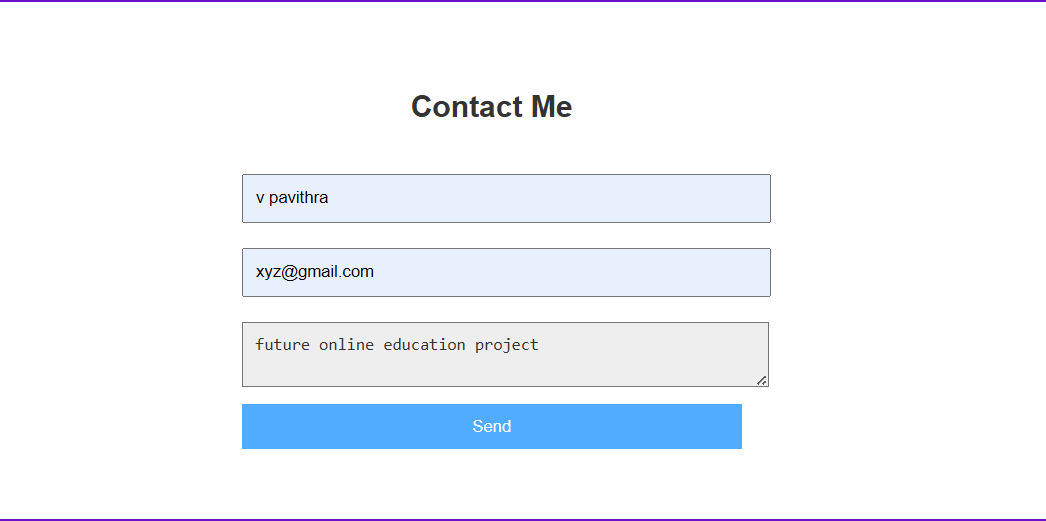 Contact Me
v pavithra
xyz@gmail.com
future online education project
Send